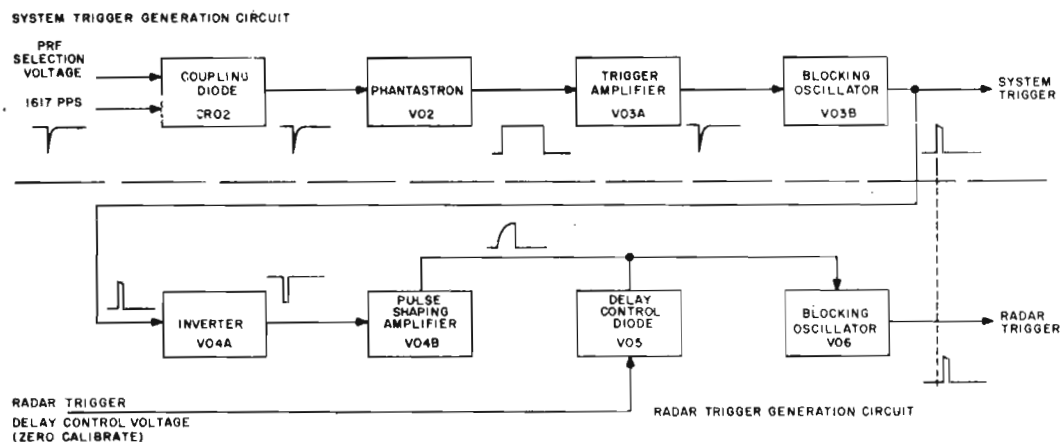 SYSTEM TRIGGER GENERATION CIRCUIT
PRF
SELECTION
VOLTAGE
1617 PPS
COUPLING
DIODE
CR02
PHANTASTRON
V02
TRIGGER
AMPLIFIER
V03A
BLOCKING
OSCILLATOR
V03B
SYSTEM
TRIGGER
INVERTER
V04A
PULSE
SHAPING
AMPLIFIER
V04B
DELAY
CONTROL
DIODE
V05
BLOCKING
OSCILLATOR
V06
RADAR
TRIGGER
RADAR TRIGGER
DELAY CONTROL VOLTAGE
(ZERO CALIBRATE)
RADAR TRIGGER GENERATION CIRCUIT